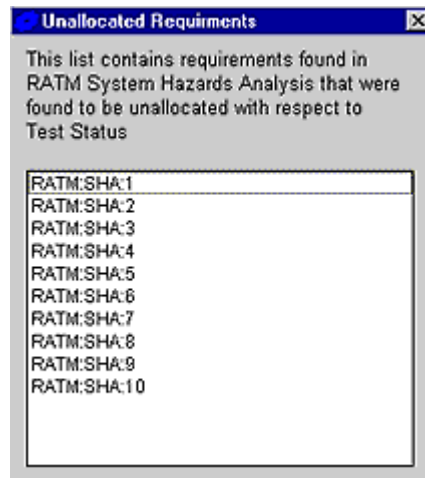 Unallocated Requirments
This list contains requirements found in
RATM System Hazards Analysis that were
found to be unallocated with respect to
Test Status
RATM:SHA:1
RATM:SHA:2
RATM:SHA:3
RATM:SHA:4
RATM:SHA:5
RATM:SHA:6
RATM:SHA:7
RATM:SHA:8
RATM:SHA:9
RATM:SHA:10